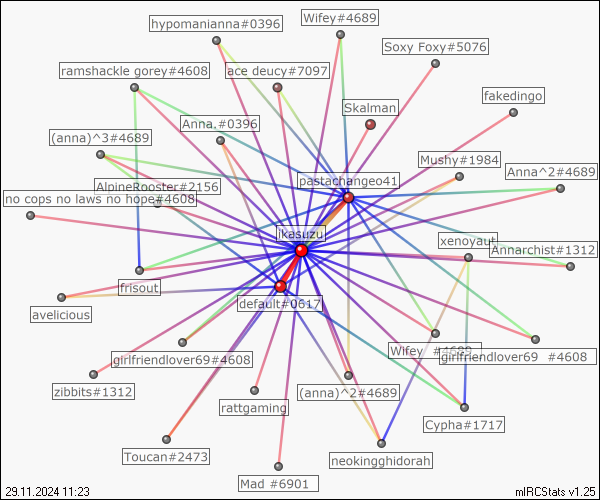 hypomanianna#0396
Wifey#4689
Soxy Foxy#5076
ramshackle gorey#4608
ace deucy#7097
fakedingo
Skalman
Anna.#0396
(anna)^3#4689
Mushy#1984
Anna^2#4689
pastachangeo41
AlpineRooster#2156
no cops no laws no hope#4608
ikasuzu
xenoyaut
Annarchist#1312
frisout
default#0617
avelicious
girlfriendlover69#4608
Wifey #4689
girlfriendlover69 #4608
zibbits#1312
rattgaming
(anna)^2#4689
Cypha#1717
Toucan#2473
neokingghidorah
Mad #6901
29.11.2024 11:23
mIRCStats v1.25